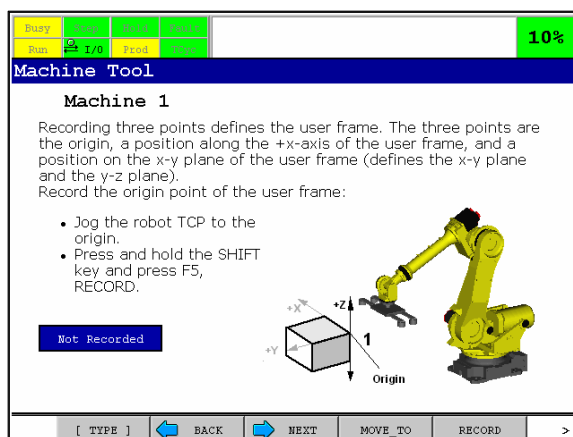 Busy Step Hold Fault
Run I/O Prod TCyc
10%
Machine Tool
Machine 1
Recording three points defines the user frame. The three points are
the origin, a position along the +x-axis of the user frame, and a
position on the x-y plane of the user frame (defines the x-y plane
and the y-z plane).
Record the origin point of the user frame:
• Jog the robot TCP to the
origin.
• Press and hold the SHIFT
key and press F5,
RECORD.
Not Recorded
+X
+Z
+Y
1
Origin
[ TYPE ] BACK NEXT MOVE_TO RECORD >